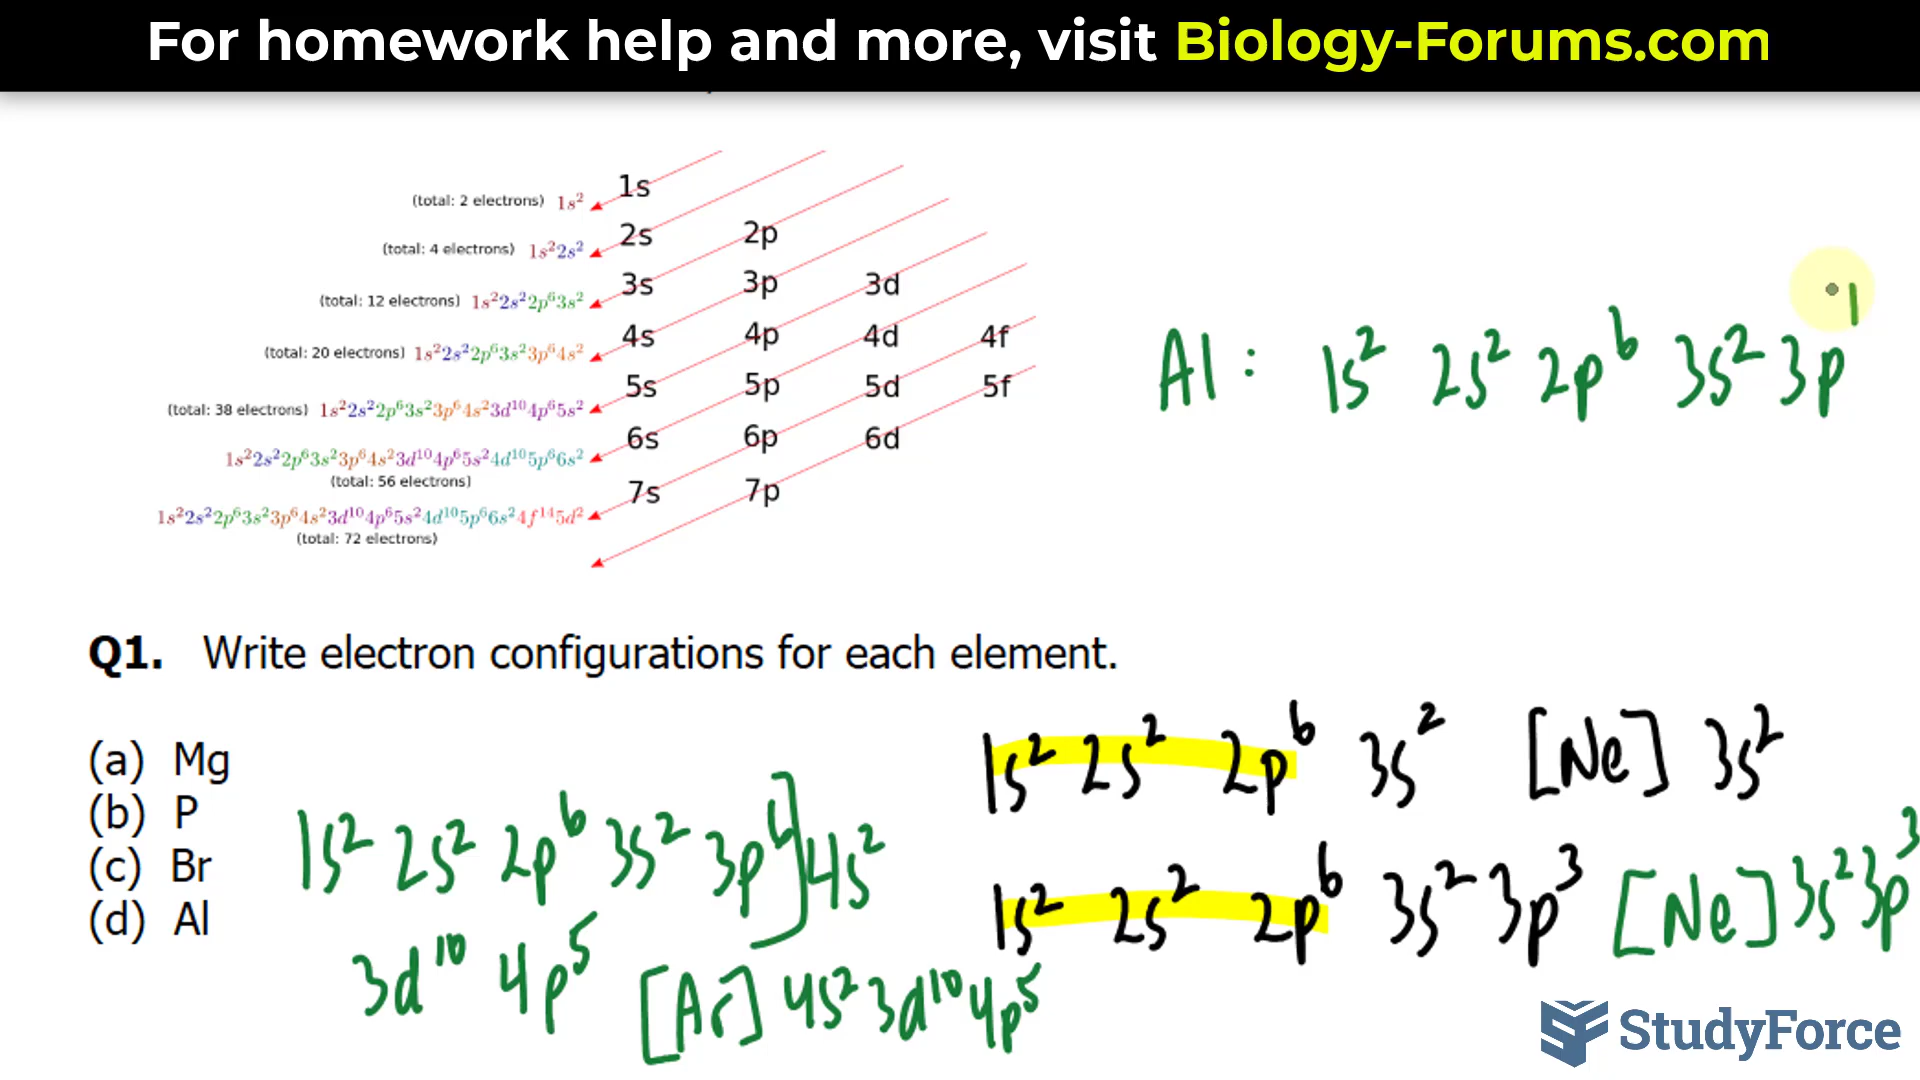 For homework help and more, visit Biology-Forums.com
(total: 2 electrons) 1s² 1s
(total: 4 electrons) 1s²2s² 2s 2p
(total: 12 electrons) 1s²2s²2p⁶3s² 3s 3p 3d
(total: 20 electrons) 1s²2s²2p⁶3s²3p⁶4s² 4s 4p 4d 4f
(total: 38 electrons) 1s²2s²2p⁶3s²3p⁶4s²3d¹⁰4p⁶5s² 5s 5p 5d 5f
1s²2s²2p⁶3s²3p⁶4s²3d¹⁰4p⁶5s²4d¹⁰5p⁶6s² 6s 6p 6d
(total: 56 electrons)
1s²2s²2p⁶3s²3p⁶4s²3d¹⁰4p⁶5s²4d¹⁰5p⁶6s²4f¹⁴5d² 7s 7p
(total: 72 electrons)
Al : 1s² 2s² 2p⁶ 3s² 3p¹
Q1. Write electron configurations for each element.
(a) Mg
(b) P
(c) Br
(d) Al
1s² 2s² 2p⁶ 3s² [Ne] 3s²
1s² 2s² 2p⁶ 3s² 3p³ [Ne] 3s² 3p³
1s² 2s² 2p⁶ 3s² 3p⁶] 4s²
3d¹⁰ 4p⁵ [Ar] 4s² 3d¹⁰ 4p⁵
StudyForce